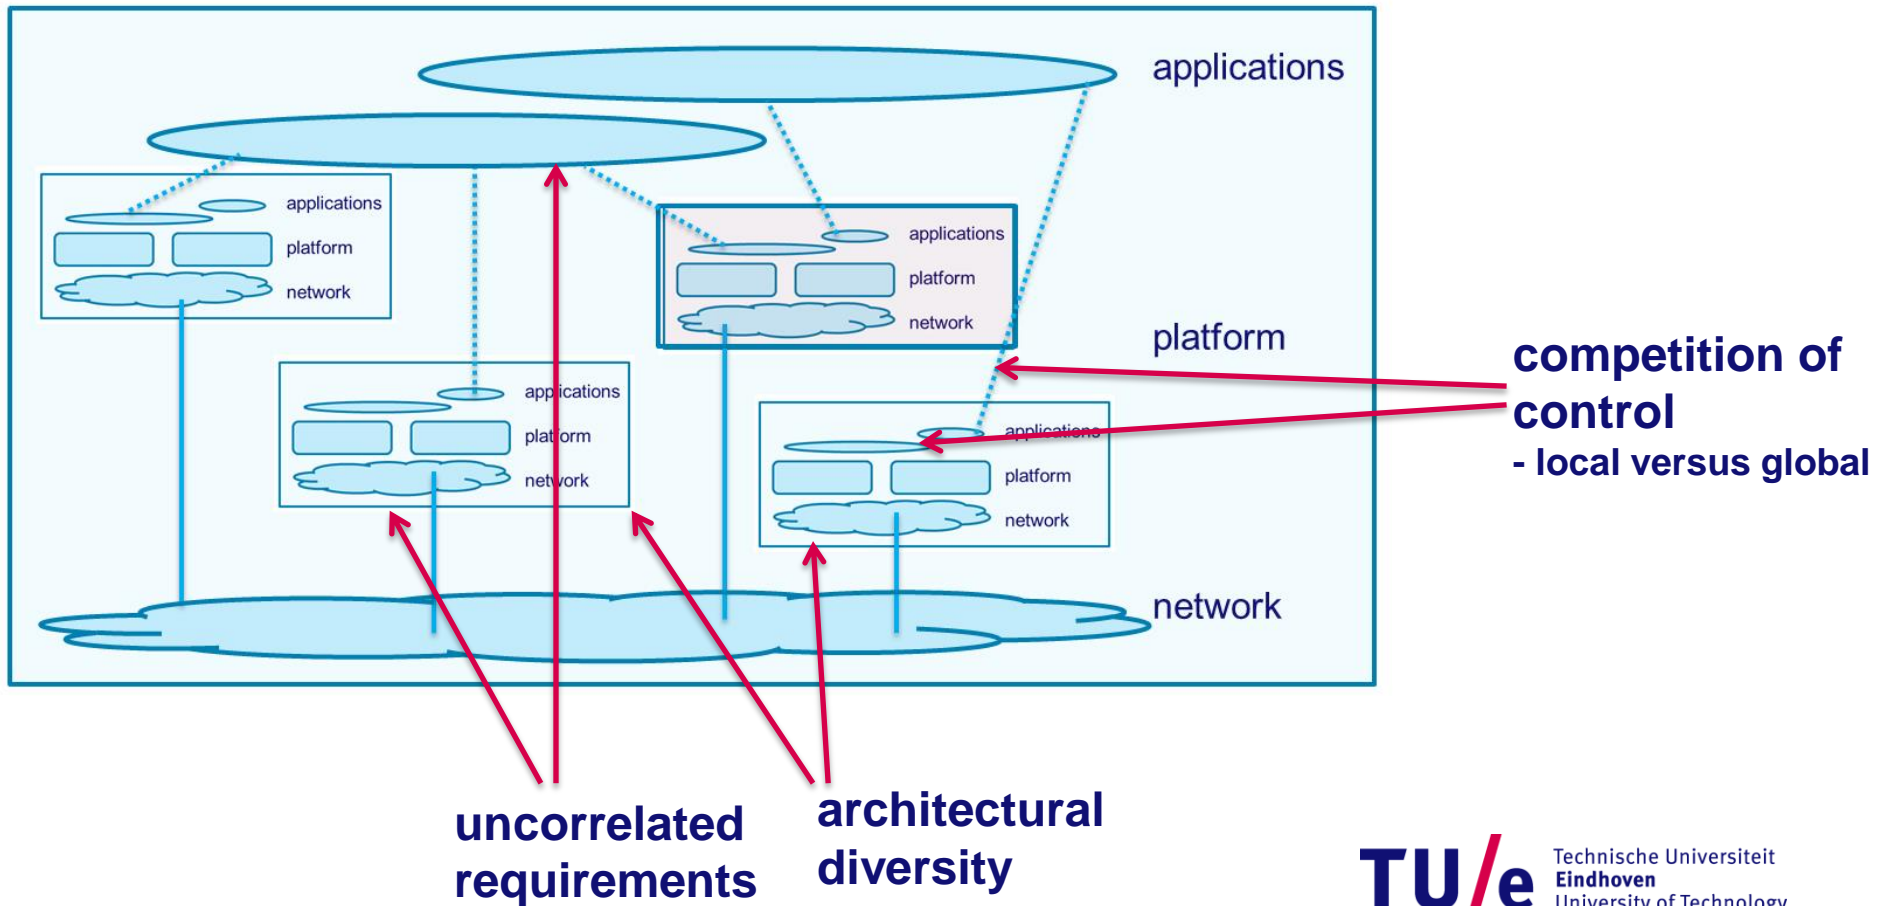 applications
applications
platform
network
applications
platform
network
platform
applications
platform
network
applications
platform
network
network
competition of
control
- local versus global
uncorrelated
requirements
architectural
diversity
TU/e
Technische Universiteit
Eindhoven
University of Technology